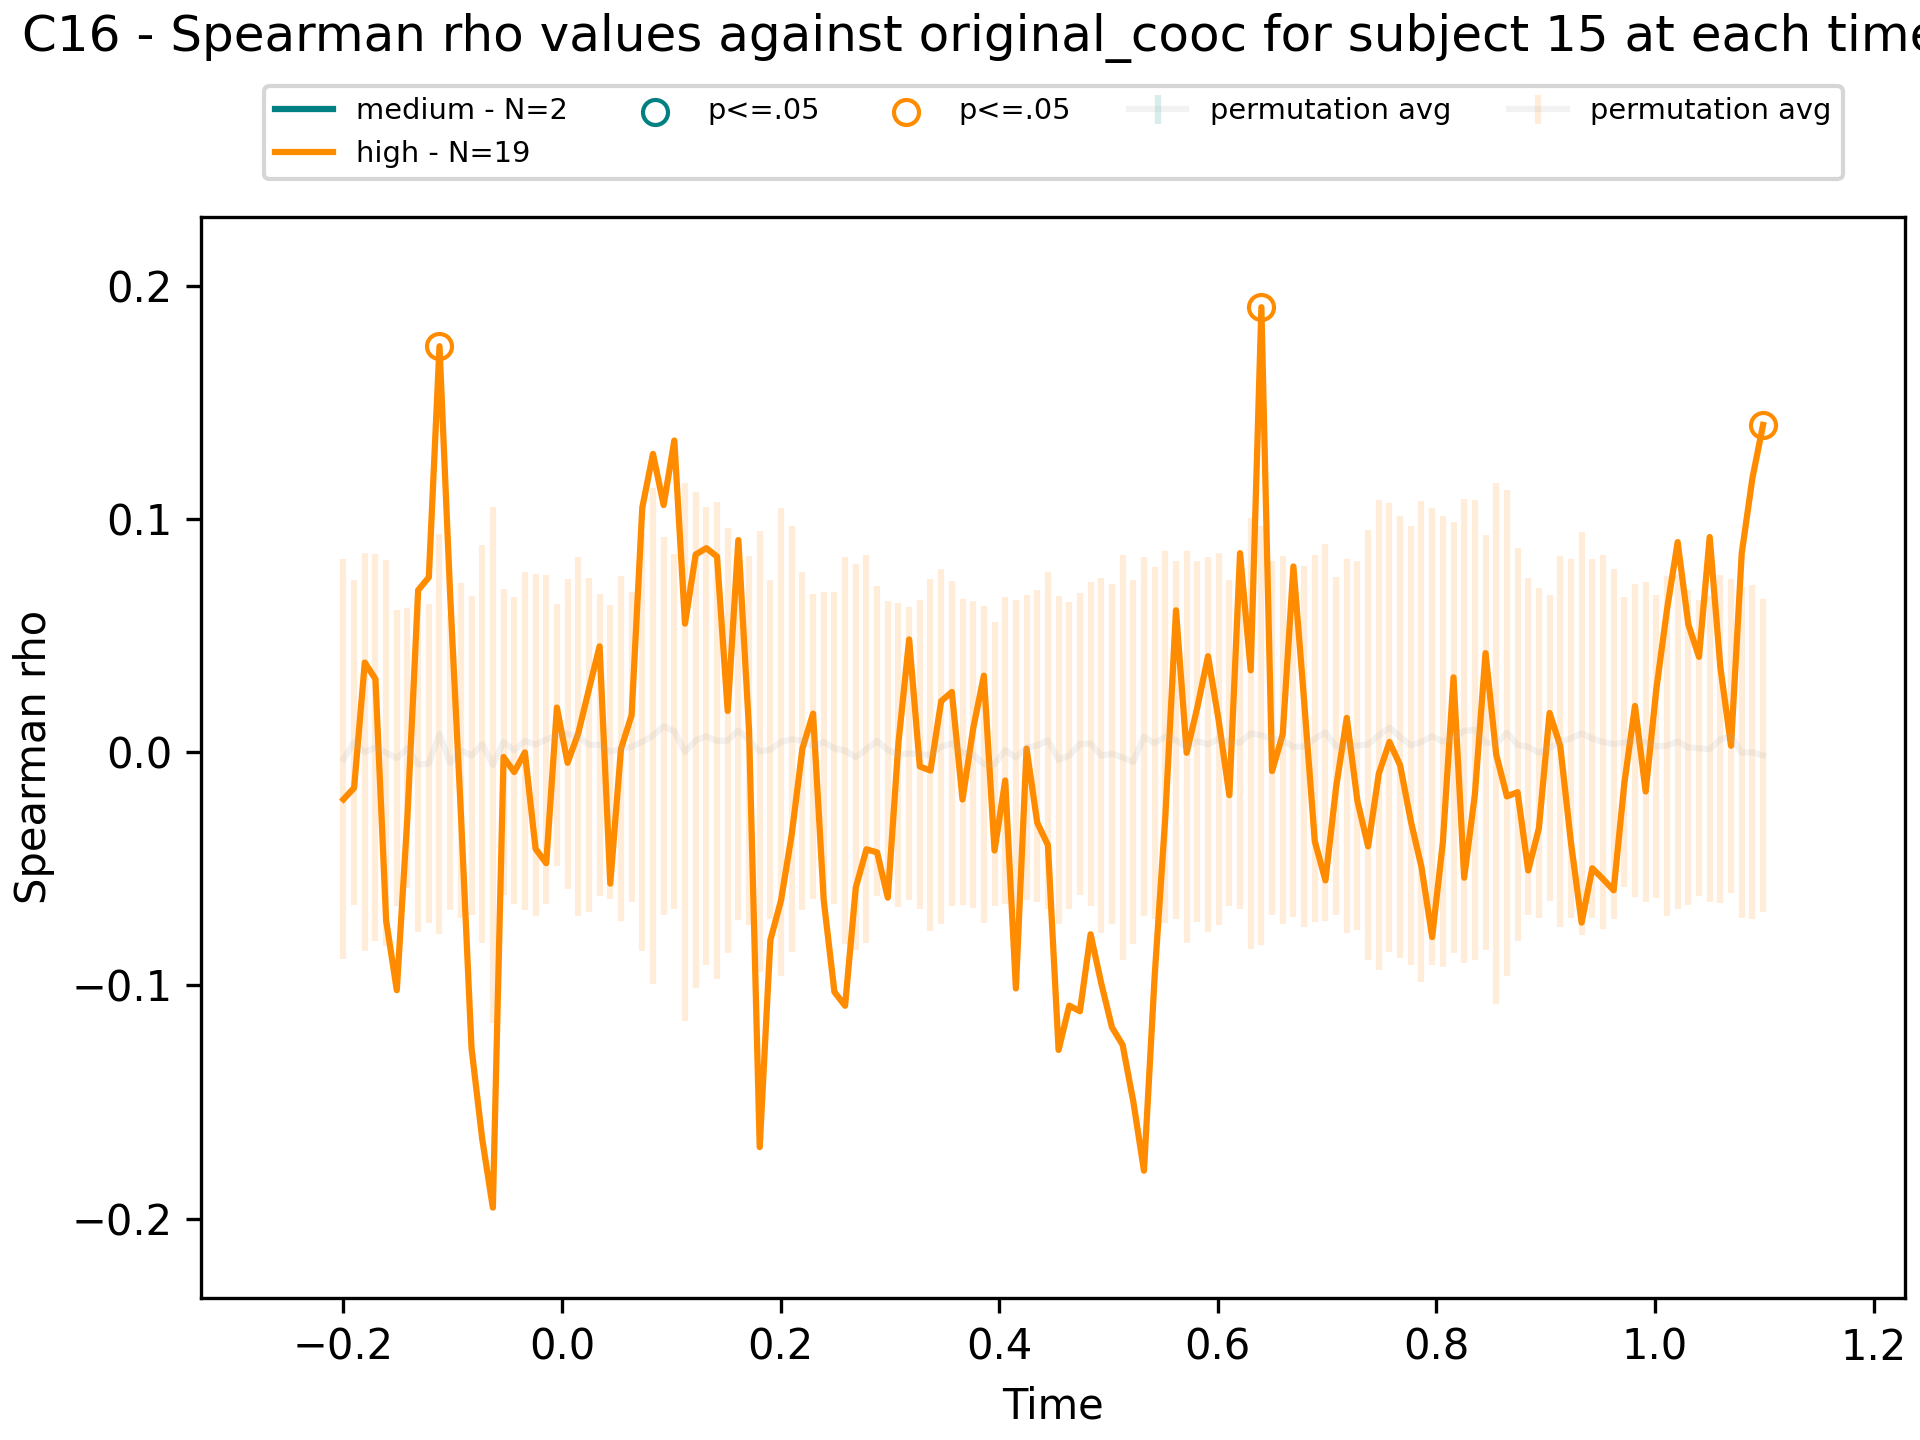 C16 - Spearman rho values against original_cooc for subject 15 at each time
medium - N=2 p<=.05 p<=.05 permutation avg permutation avg
high - N=19
Spearman rho
0.2
0.1
0.0
−0.1
−0.2
−0.2 0.0 0.2 0.4 0.6 0.8 1.0 1.2
Time